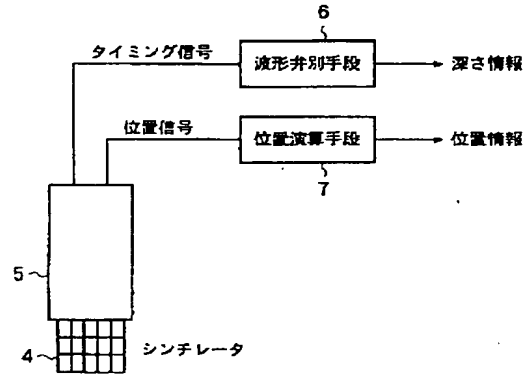 6
タイミング信号
波形弁別手段
深さ情報
位置信号
位置演算手段
位置情報
7
5
4
シンチレータ